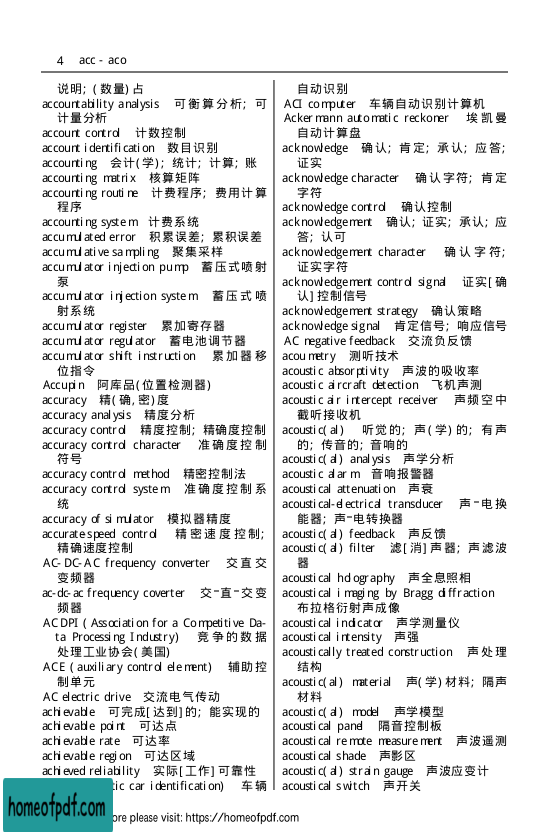 4 acc - aco
说明; (数量)占
accountability analysis 可衡算分析; 可
计量分析
account control 计数控制
account identification 数目识别
accounting 会计(学); 统计; 计算; 账
accounting matrix 核算矩阵
accounting routine 计费程序; 费用计算
程序
accounting system 计费系统
accumulated error 积累误差; 累积误差
accumulative sampling 聚集采样
accumulator injection pump 蓄压式喷射
泵
accumulator injection system 蓄压式喷
射系统
accumulator register 累加寄存器
accumulator regulator 蓄电池调节器
accumulator shift instruction 累加器移
位指令
Accupin 阿库品(位置检测器)
accuracy 精(确,密)度
accuracy analysis 精度分析
accuracy control 精度控制; 精确度控制
accuracy control character 准确度控制
符号
accuracy control method 精密控制法
accuracy control system 准确度控制系
统
accuracy of simulator 模拟器精度
accurate-speed control 精密速度控制;
精确速度控制
AC-DC-AC frequency converter 交直交
变频器
ac-dc-ac frequency coverter 交-直-交变
频器
ACDPI (Association for a Competitive Da-
ta Processing Industry) 竞争的数据
处理工业协会(美国)
ACE (auxiliary control element) 辅助控
制单元
AC electric drive 交流电气传动
achievable 可完成[达到]的; 能实现的
achievable point 可达点
achievable rate 可达率
achievable region 可达区域
achieved reliability 实际[工作]可靠性
tic car identification) 车辆
自动识别
ACI computer 车辆自动识别计算机
Ackermann automatic reckoner 埃凯曼
自动计算盘
acknowledge 确认; 肯定; 承认; 应答;
证实
acknowledge character 确认字符; 肯定
字符
acknowledge control 确认控制
acknowledgement 确认; 证实; 承认; 应
答; 认可
acknowledgement character 确认字符;
证实字符
acknowledgement control signal 证实[确
认]控制信号
acknowledgement strategy 确认策略
acknowledge signal 肯定信号; 响应信号
AC negative feedback 交流负反馈
acoumetry 测听技术
acoustic absorptivity 声波的吸收率
acoustic aircraft detection 飞机声测
acoustic air intercept receiver 声频空中
截听接收机
acoustic(al) 听觉的; 声(学)的; 有声
的; 传音的; 音响的
acoustic(al) analysis 声学分析
acoustic alarm 音响报警器
acoustical attenuation 声衰
acoustical-electrical transducer 声-电换
能器; 声-电转换器
acoustic(al) feedback 声反馈
acoustic(al) filter 滤[消]声器; 声滤波
器
acoustical holography 声全息照相
acoustical imaging by Bragg diffraction
布拉格衍射声成像
acoustical indicator 声学测量仪
acoustical intensity 声强
acoustically treated construction 声处理
结构
acoustic(al) material 声(学)材料; 隔声
材料
acoustic(al) model 声学模型
acoustical panel 隔音控制板
acoustical remote measurement 声波遥测
acoustical shade 声影区
acoustic(al) strain gauge 声波应变计
acoustical switch 声开关
homeofpdf.com
ore please visit: https://homeofpdf.com